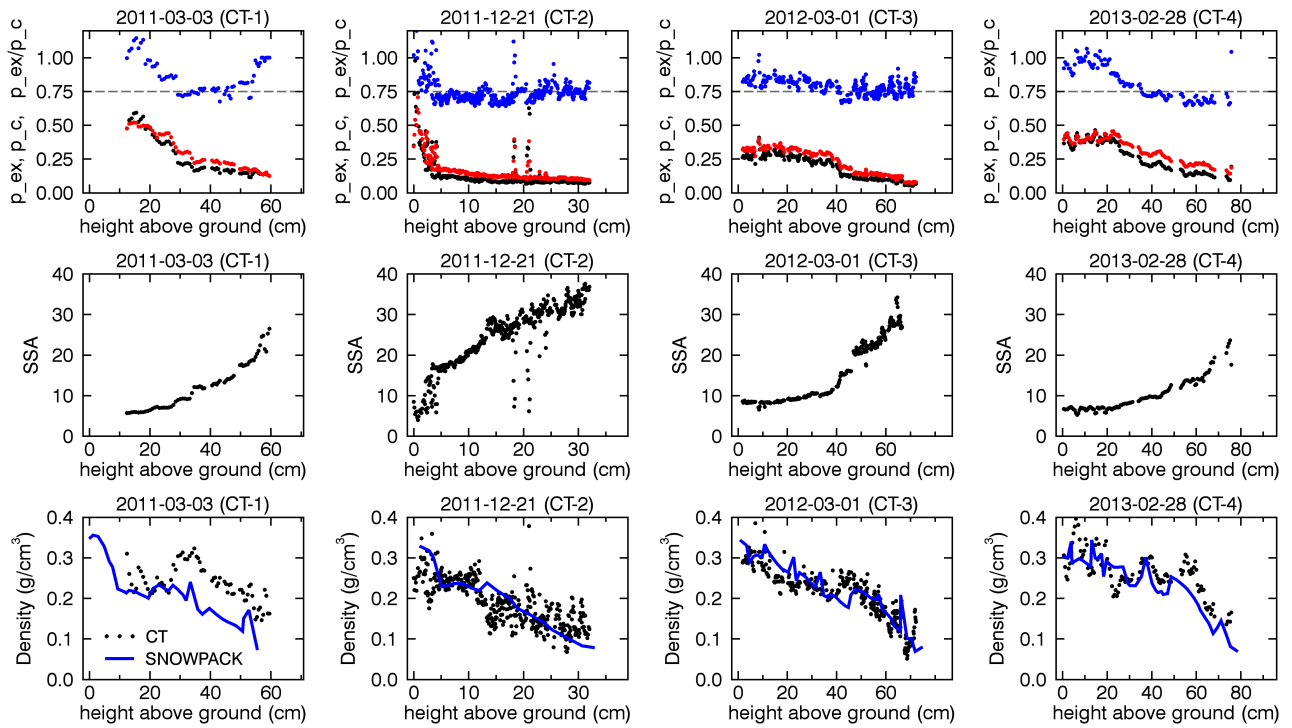 2011-03-03 (CT-1)
2011-12-21 (CT-2)
2012-03-01 (CT-3)
2013-02-28 (CT-4)
p_ex, p_c, p_ex/p_c
1.00
0.75
0.50
0.25
0.00
0 20 40 60
height above ground (cm)
p_ex, p_c, p_ex/p_c
1.00
0.75
0.50
0.25
0.00
0 10 20 30
height above ground (cm)
p_ex, p_c, p_ex/p_c
1.00
0.75
0.50
0.25
0.00
0 20 40 60
height above ground (cm)
p_ex, p_c, p_ex/p_c
1.00
0.75
0.50
0.25
0.00
0 20 40 60 80
height above ground (cm)
2011-03-03 (CT-1)
2011-12-21 (CT-2)
2012-03-01 (CT-3)
2013-02-28 (CT-4)
SSA
40
30
20
10
0
0 20 40 60
height above ground (cm)
SSA
40
30
20
10
0
0 10 20 30
height above ground (cm)
SSA
40
30
20
10
0
0 20 40 60
height above ground (cm)
SSA
40
30
20
10
0
0 20 40 60 80
height above ground (cm)
2011-03-03 (CT-1)
2011-12-21 (CT-2)
2012-03-01 (CT-3)
2013-02-28 (CT-4)
Density (g/cm³)
0.4
0.3
0.2
0.1
0.0
CT
SNOWPACK
0 20 40 60
height above ground (cm)
Density (g/cm³)
0.4
0.3
0.2
0.1
0.0
0 10 20 30
height above ground (cm)
Density (g/cm³)
0.4
0.3
0.2
0.1
0.0
0 20 40 60 80
height above ground (cm)
Density (g/cm³)
0.4
0.3
0.2
0.1
0.0
0 20 40 60 80
height above ground (cm)